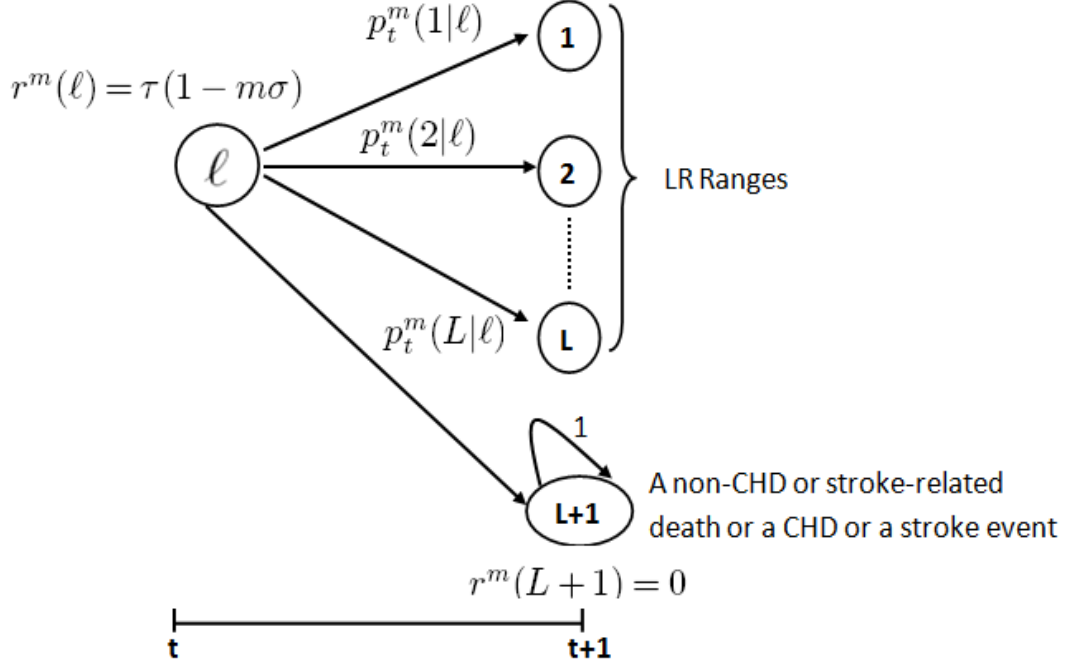 p_t^m(1|ℓ)
1
r^m(ℓ) = τ(1 − mσ)
ℓ
p_t^m(2|ℓ)
2
LR Ranges
p_t^m(L|ℓ)
L
1
L+1
A non-CHD or stroke-related
death or a CHD or a stroke event
r^m(L + 1) = 0
t
t+1